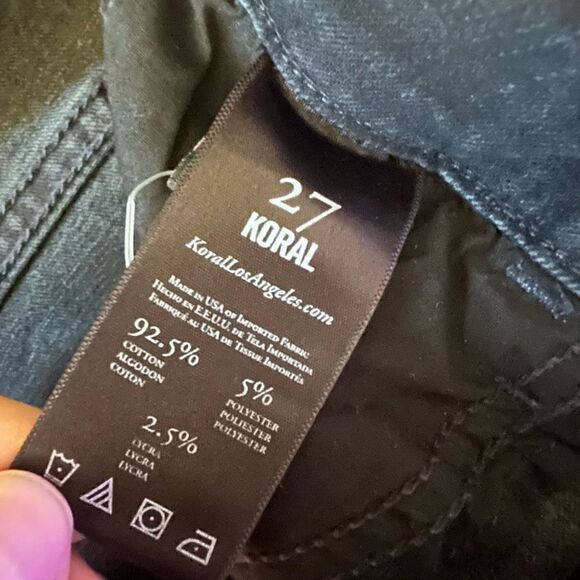 27
KORAL
KoralLosAngeles.com
MADE IN USA OF IMPORTED FABRIC
HECHO EN E.E.U.U. DE TELA IMPORTADA
FABRIQUÉ AU USA DE TISSUE IMPORTÉS
92.5%
COTTON
ALGODON
COTON
5%
POLYESTER
POLIESTER
POLYESTER
2.5%
LYCRA
LYCRA
LYCRA